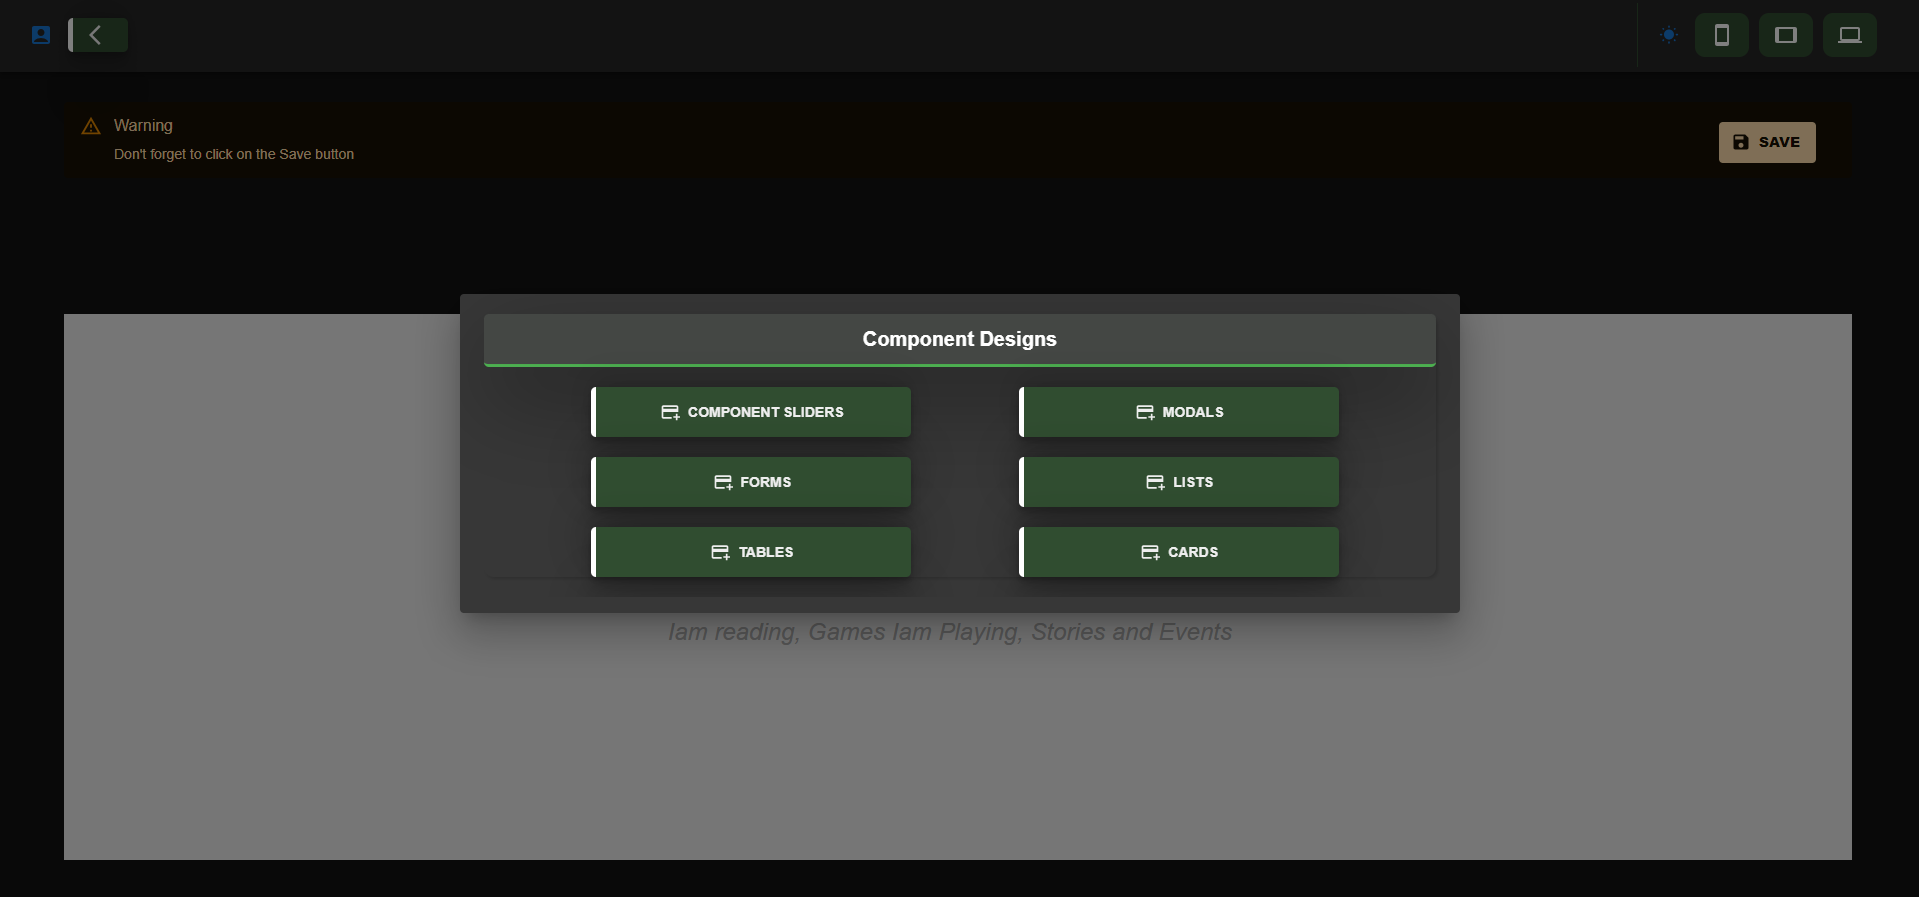 Warning
Don't forget to click on the Save button
SAVE
Component Designs
COMPONENT SLIDERS
MODALS
FORMS
LISTS
TABLES
CARDS
Iam reading, Games Iam Playing, Stories and Events